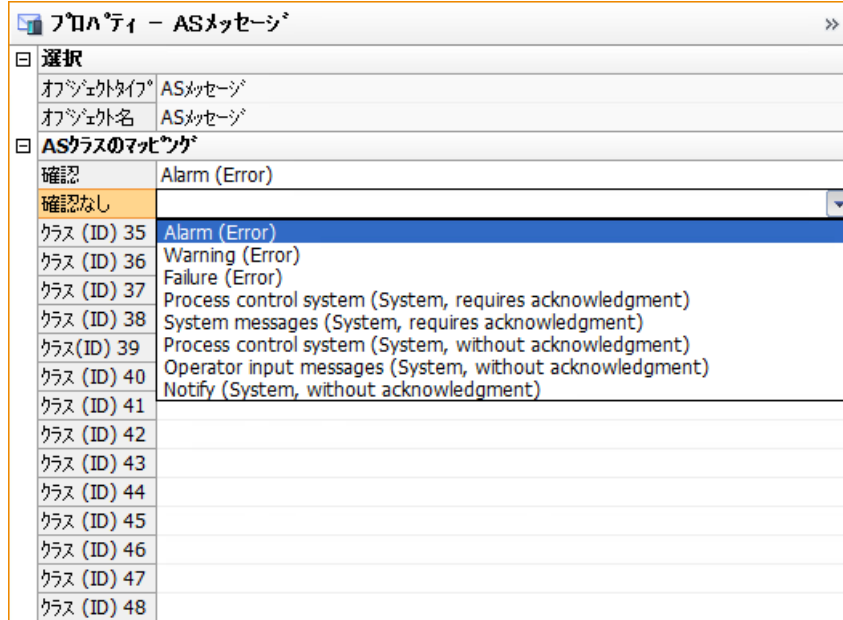 ﾌﾟﾛﾊﾟﾃｨ - ASﾒｯｾｰｼﾞ »
選択
ｵﾌﾞｼﾞｪｸﾄﾀｲﾌﾟ ASﾒｯｾｰｼﾞ
ｵﾌﾞｼﾞｪｸﾄ名 ASﾒｯｾｰｼﾞ
ASｸﾗｽのﾏｯﾋﾟﾝｸﾞ
確認 Alarm (Error)
確認なし
ｸﾗｽ (ID) 35 Alarm (Error)
ｸﾗｽ (ID) 36 Warning (Error)
ｸﾗｽ (ID) 37 Failure (Error)
Process control system (System, requires acknowledgment)
ｸﾗｽ (ID) 38 System messages (System, requires acknowledgment)
ｸﾗｽ(ID) 39 Process control system (System, without acknowledgment)
ｸﾗｽ (ID) 40 Operator input messages (System, without acknowledgment)
Notify (System, without acknowledgment)
ｸﾗｽ (ID) 41
ｸﾗｽ (ID) 42
ｸﾗｽ (ID) 43
ｸﾗｽ (ID) 44
ｸﾗｽ (ID) 45
ｸﾗｽ (ID) 46
ｸﾗｽ (ID) 47
ｸﾗｽ (ID) 48